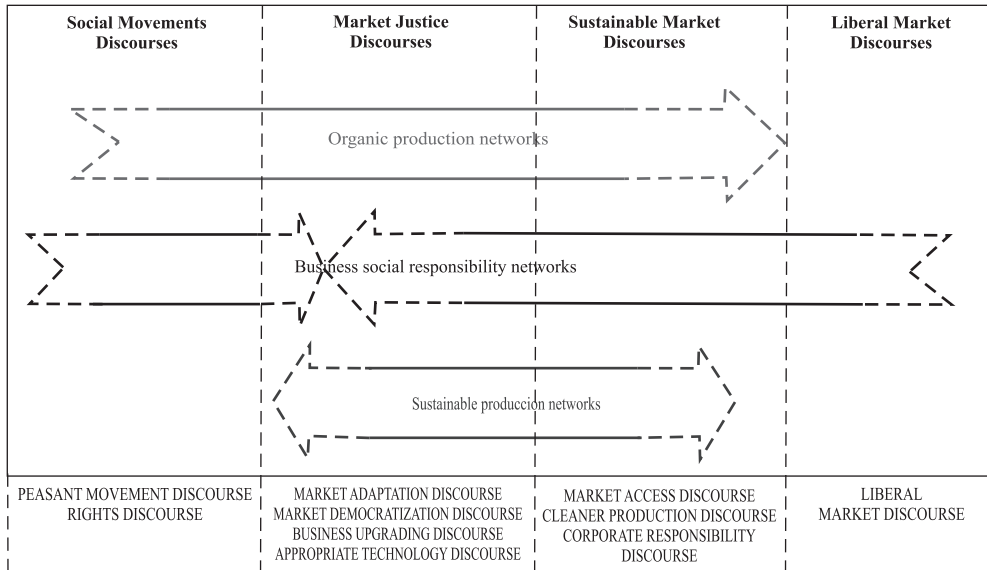 Social Movements
Discourses
Market Justice
Discourses
Sustainable Market
Discourses
Liberal Market
Discourses
Organic production networks
Business social responsibility networks
Sustainable produccion networks
PEASANT MOVEMENT DISCOURSE
RIGHTS DISCOURSE
MARKET ADAPTATION DISCOURSE
MARKET DEMOCRATIZATION DISCOURSE
BUSINESS UPGRADING DISCOURSE
APPROPRIATE TECHNOLOGY DISCOURSE
MARKET ACCESS DISCOURSE
CLEANER PRODUCTION DISCOURSE
CORPORATE RESPONSIBILITY
DISCOURSE
LIBERAL
MARKET DISCOURSE